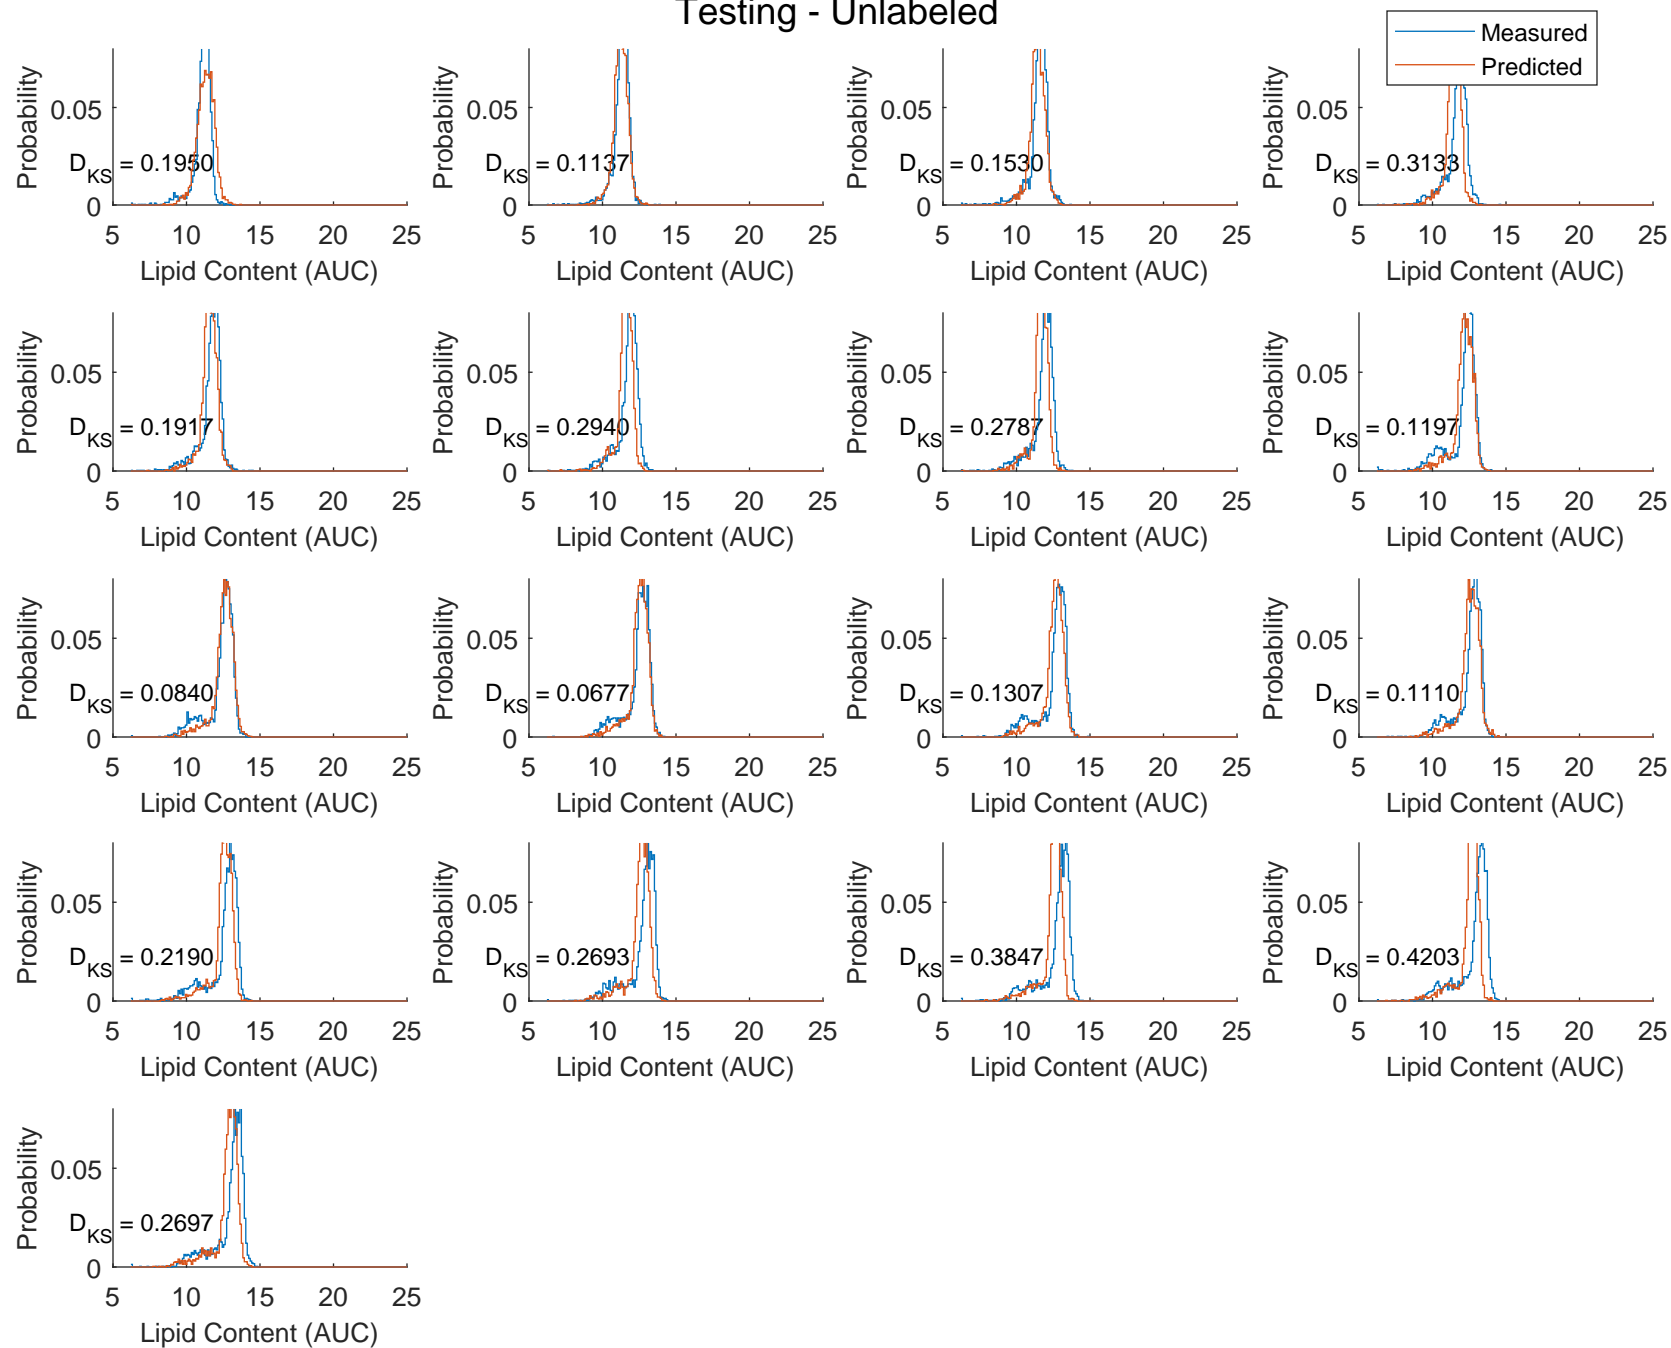 Testing - Unlabeled
Measured
Predicted
Probability
0.05
0
D_KS = 0.1950
5 10 15 20 25
Lipid Content (AUC)
Probability
0.05
0
D_KS = 0.1137
5 10 15 20 25
Lipid Content (AUC)
Probability
0.05
0
D_KS = 0.1530
5 10 15 20 25
Lipid Content (AUC)
Probability
0.05
0
D_KS = 0.3133
5 10 15 20 25
Lipid Content (AUC)
Probability
0.05
0
D_KS = 0.1917
5 10 15 20 25
Lipid Content (AUC)
Probability
0.05
0
D_KS = 0.2940
5 10 15 20 25
Lipid Content (AUC)
Probability
0.05
0
D_KS = 0.2787
5 10 15 20 25
Lipid Content (AUC)
Probability
0.05
0
D_KS = 0.1197
5 10 15 20 25
Lipid Content (AUC)
Probability
0.05
0
D_KS = 0.0840
5 10 15 20 25
Lipid Content (AUC)
Probability
0.05
0
D_KS = 0.0677
5 10 15 20 25
Lipid Content (AUC)
Probability
0.05
0
D_KS = 0.1307
5 10 15 20 25
Lipid Content (AUC)
Probability
0.05
0
D_KS = 0.1110
5 10 15 20 25
Lipid Content (AUC)
Probability
0.05
0
D_KS = 0.2190
5 10 15 20 25
Lipid Content (AUC)
Probability
0.05
0
D_KS = 0.2693
5 10 15 20 25
Lipid Content (AUC)
Probability
0.05
0
D_KS = 0.3847
5 10 15 20 25
Lipid Content (AUC)
Probability
0.05
0
D_KS = 0.4203
5 10 15 20 25
Lipid Content (AUC)
Probability
0.05
0
D_KS = 0.2697
5 10 15 20 25
Lipid Content (AUC)